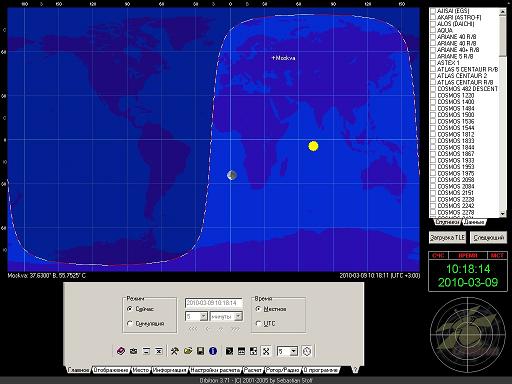 Moskva
AJISAI (EGS)
AKARI (ASTRO-F)
ALOS (DAICHI)
AQUA
ARIANE 40 R/B
ARIANE 40 R/B
ARIANE 40+ R/B
ARIANE 5 R/B
ASTEX 1
ATLAS 5 CENTAUR R/B
ATLAS CENTAUR 2
ATLAS CENTAUR R/B
COSMOS 482 DESCENT
COSMOS 1220
COSMOS 1400
COSMOS 1484
COSMOS 1500
COSMOS 1536
COSMOS 1544
COSMOS 1812
COSMOS 1833
COSMOS 1844
COSMOS 1867
COSMOS 1933
COSMOS 1953
COSMOS 1975
COSMOS 2058
COSMOS 2084
COSMOS 2151
COSMOS 2228
COSMOS 2242
COSMOS 2278
Спутники Данные
Загрузка TLE Следующий
СНС ВРЕМЯ МСТ
10:18:14
2010-03-09
Moskva: 37,6300° В, 55,7525° С
2010-03-09 10:18:11 (UTC +3:00)
Режим
Сейчас
Симуляция
2010-03-09 10:18:14
5 минуты
Время
Местное
UTC
5
Главное Отображение Место Информация Настройки расчета Расчет Ротор/Радио О программе ?
Orbitron 3.71 - (C) 2001-2005 by Sebastian Stoff